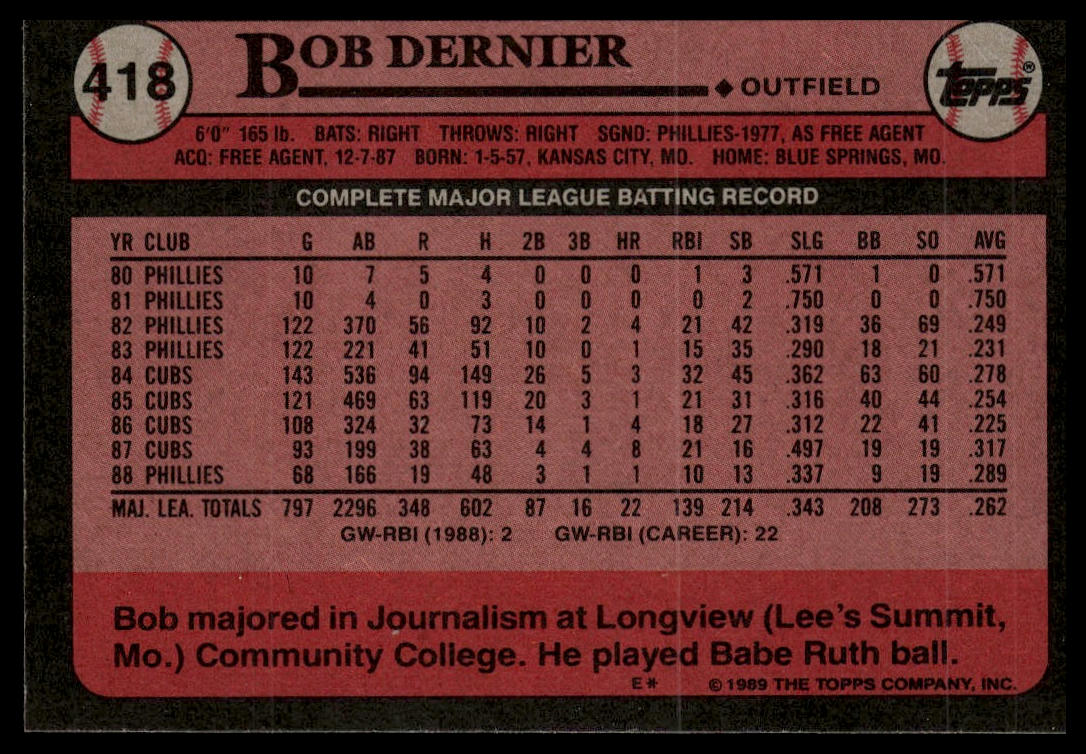 418
BOB DERNIER
◆ OUTFIELD
topps®
6'0" 165 lb. BATS: RIGHT THROWS: RIGHT SGND: PHILLIES-1977, AS FREE AGENT
ACQ: FREE AGENT, 12-7-87 BORN: 1-5-57, KANSAS CITY, MO. HOME: BLUE SPRINGS, MO.
COMPLETE MAJOR LEAGUE BATTING RECORD
YR CLUB G AB R H 2B 3B HR RBI SB SLG BB SO AVG
80 PHILLIES 10 7 5 4 0 0 0 1 3 .571 1 0 .571
81 PHILLIES 10 4 0 3 0 0 0 0 2 .750 0 0 .750
82 PHILLIES 122 370 56 92 10 2 4 21 42 .319 36 69 .249
83 PHILLIES 122 221 41 51 10 0 1 15 35 .290 18 21 .231
84 CUBS 143 536 94 149 26 5 3 32 45 .362 63 60 .278
85 CUBS 121 469 63 119 20 3 1 21 31 .316 40 44 .254
86 CUBS 108 324 32 73 14 1 4 18 27 .312 22 41 .225
87 CUBS 93 199 38 63 4 4 8 21 16 .497 19 19 .317
88 PHILLIES 68 166 19 48 3 1 1 10 13 .337 9 19 .289
MAJ. LEA. TOTALS 797 2296 348 602 87 16 22 139 214 .343 208 273 .262
GW-RBI (1988): 2 GW-RBI (CAREER): 22
Bob majored in Journalism at Longview (Lee's Summit,
Mo.) Community College. He played Babe Ruth ball.
E* © 1989 THE TOPPS COMPANY, INC.